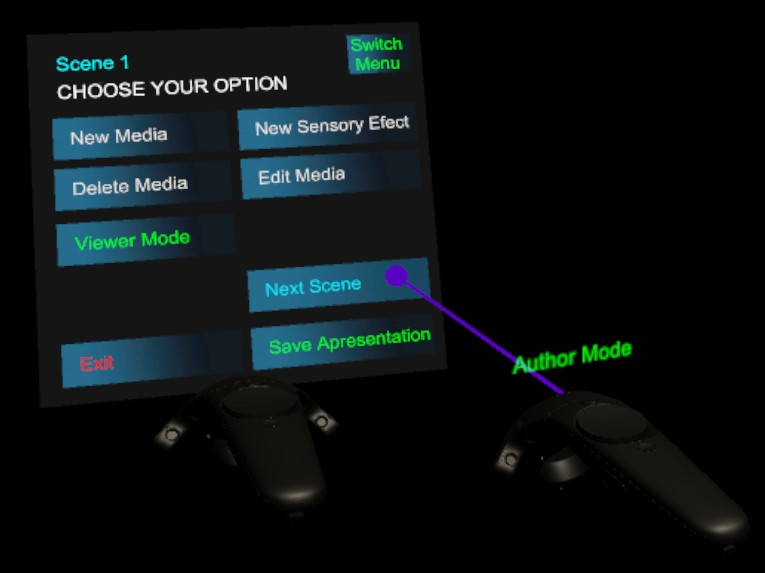 Scene 1
Switch
Menu
CHOOSE YOUR OPTION
New Media
New Sensory Efect
Delete Media
Edit Media
Viewer Mode
Next Scene
Exit
Save Apresentation
Author Mode